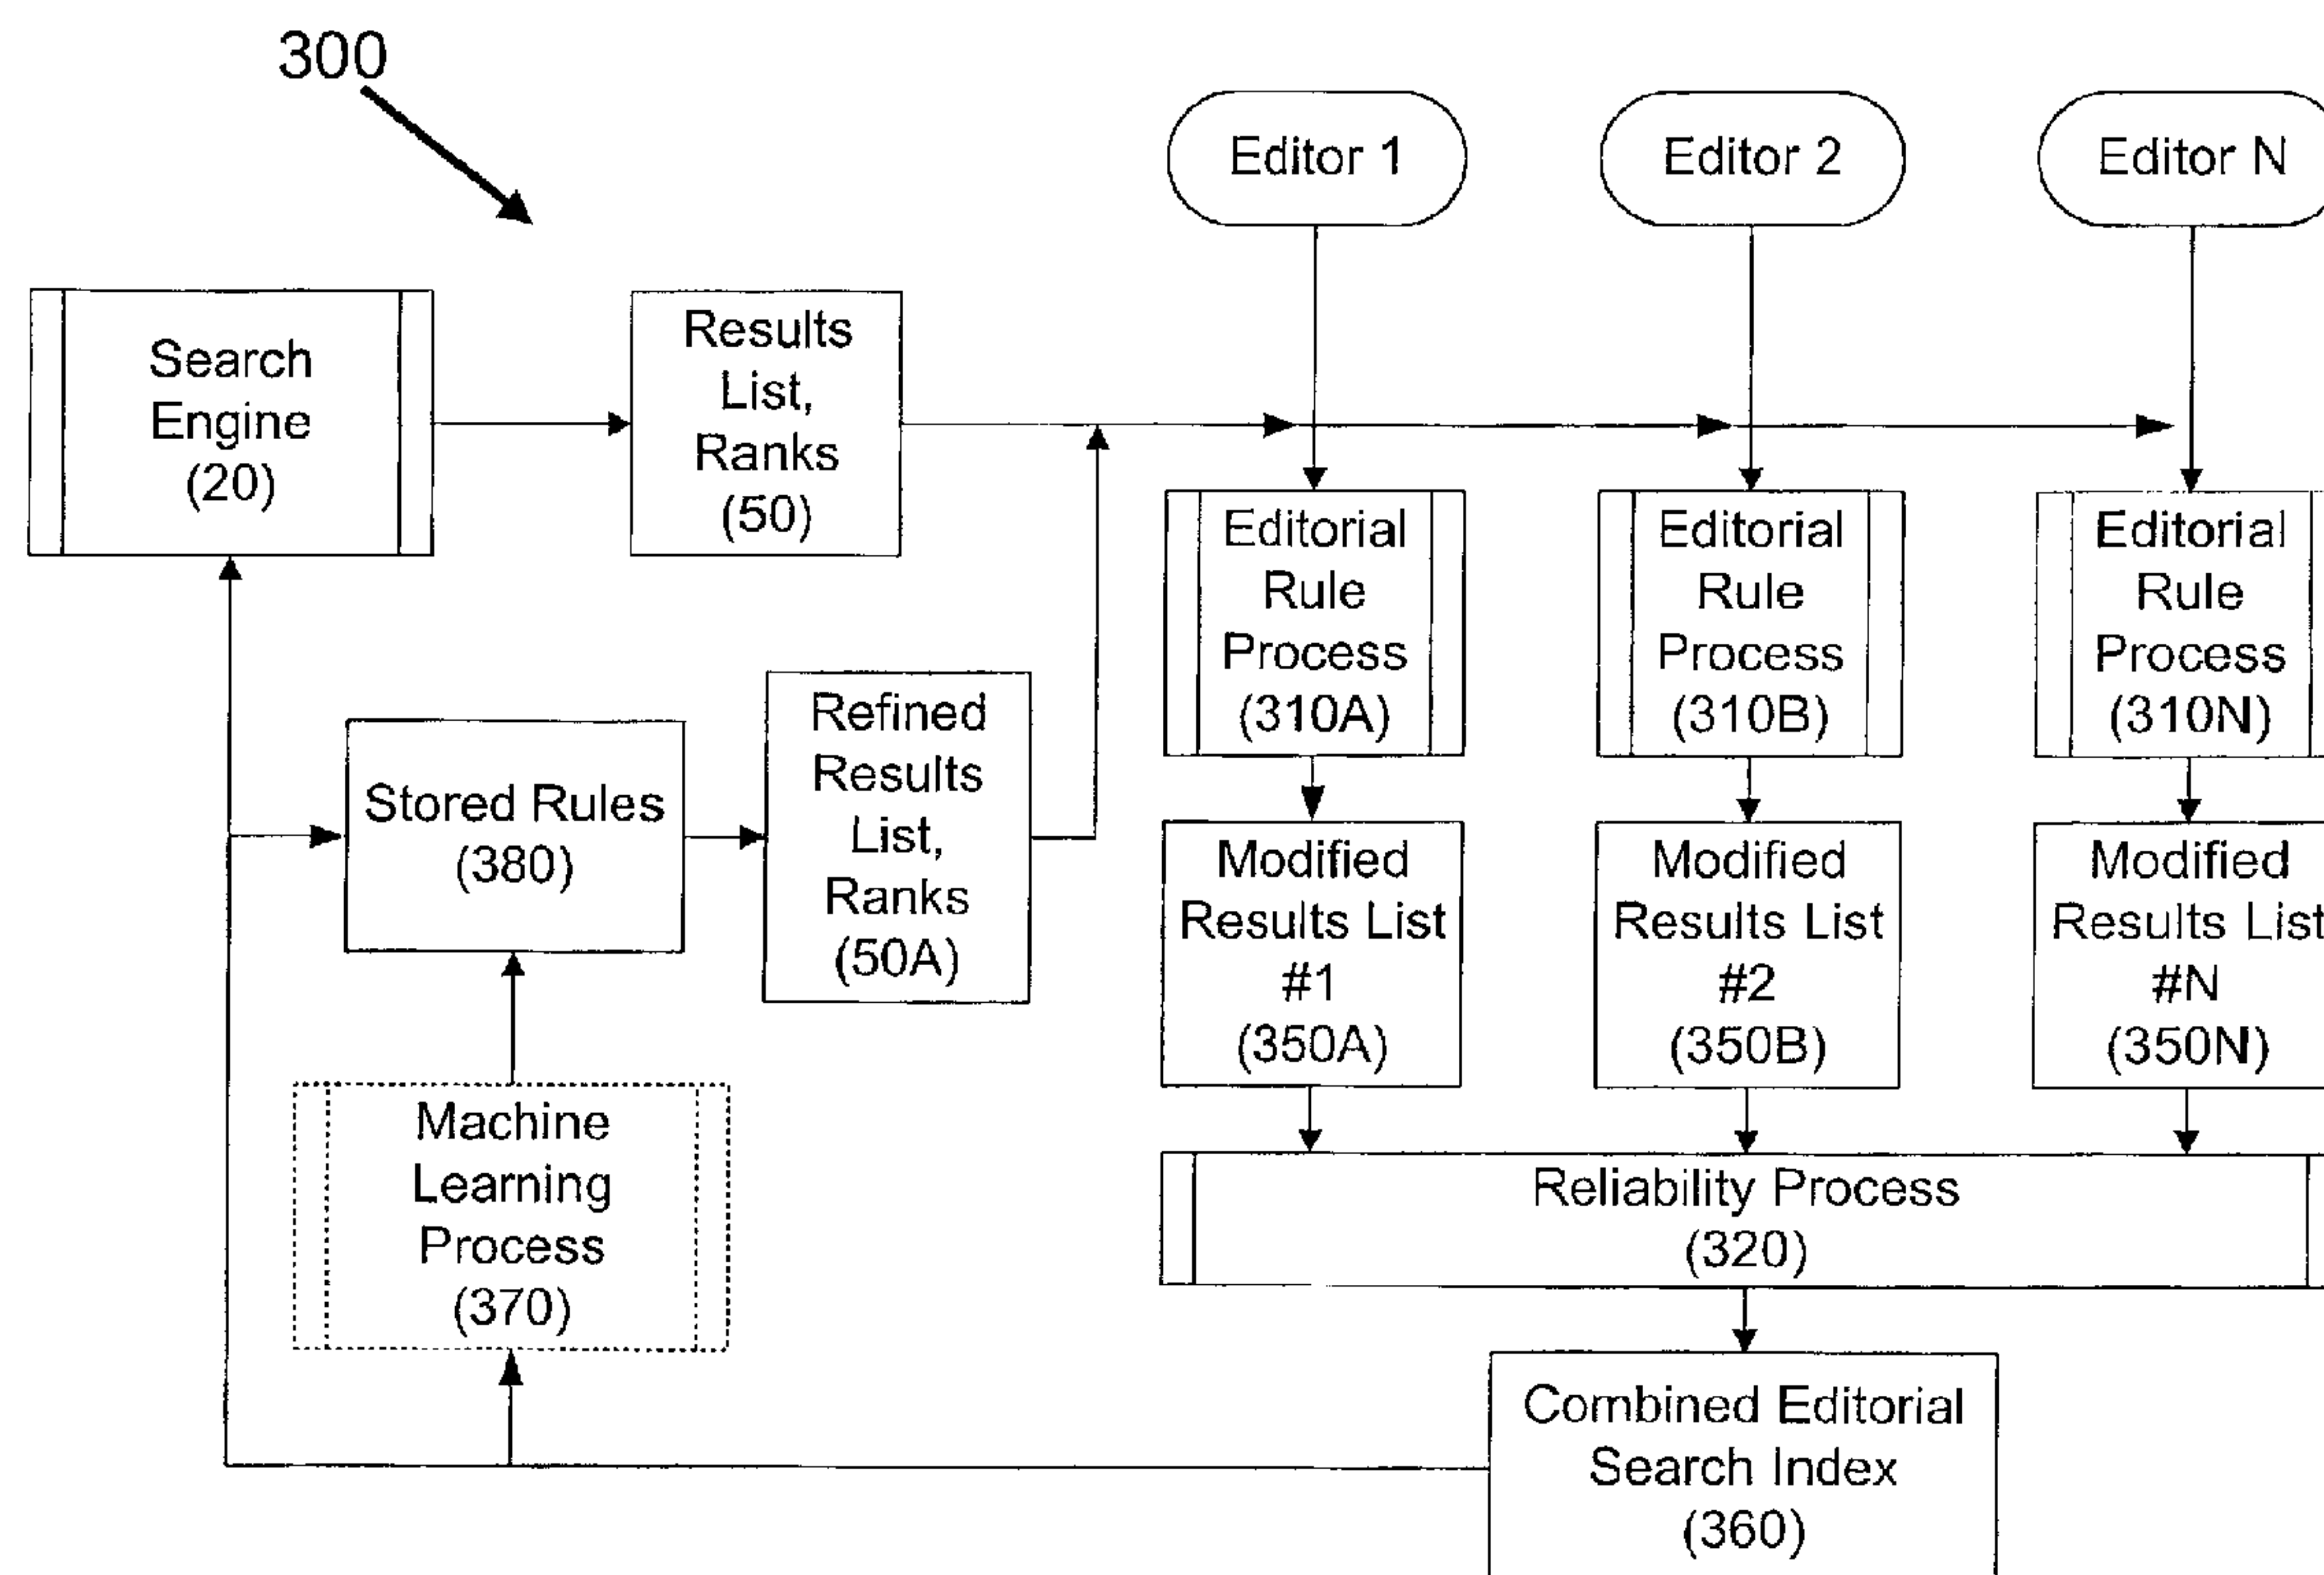 300
Editor 1
Editor 2
Editor N
Search
Engine
(20)
Results
List,
Ranks
(50)
Editorial
Rule
Process
(310A)
Editorial
Rule
Process
(310B)
Editorial
Rule
Process
(310N)
Stored Rules
(380)
Refined
Results
List,
Ranks
(50A)
Modified
Results List
#1
(350A)
Modified
Results List
#2
(350B)
Modified
Results List
#N
(350N)
Machine
Learning
Process
(370)
Reliability Process
(320)
Combined Editorial
Search Index
(360)